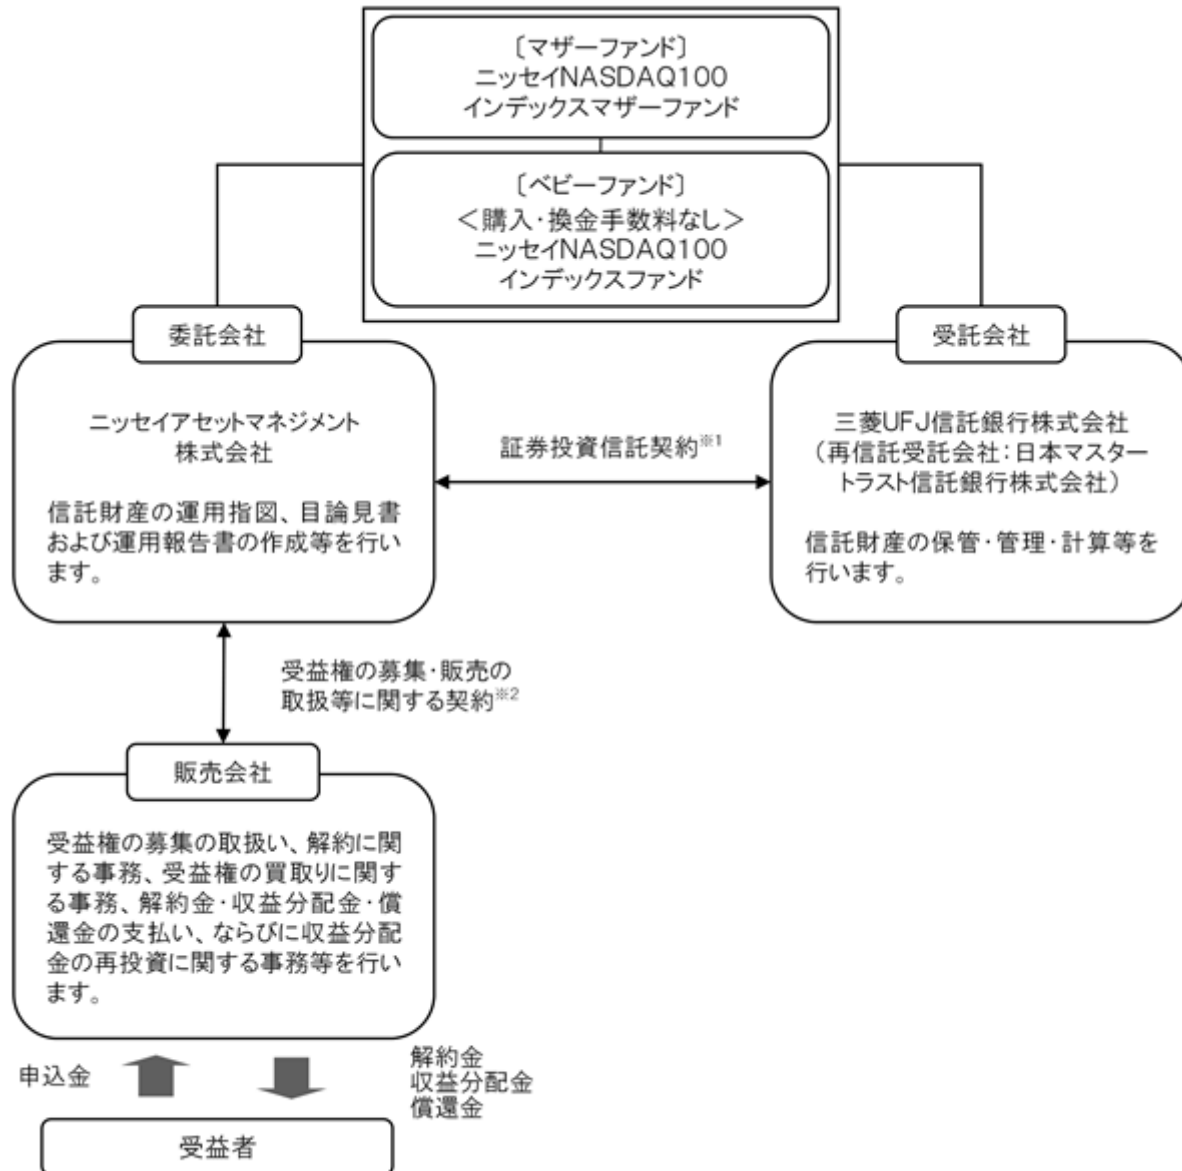 〔マザーファンド〕
ニッセイNASDAQ100
インデックスマザーファンド
〔ベビーファンド〕
＜購入・換金手数料なし＞
ニッセイNASDAQ100
インデックスファンド
委託会社
ニッセイアセットマネジメント
株式会社
信託財産の運用指図、目論見書
および運用報告書の作成等を行い
ます。
証券投資信託契約※1
受託会社
三菱UFJ信託銀行株式会社
（再信託受託会社：日本マスター
トラスト信託銀行株式会社）
信託財産の保管・管理・計算等を
行います。
受益権の募集・販売の
取扱等に関する契約※2
販売会社
受益権の募集の取扱い、解約に関
する事務、受益権の買取りに関す
る事務、解約金・収益分配金・償
還金の支払い、ならびに収益分配
金の再投資に関する事務等を行い
ます。
申込金
解約金
収益分配金
償還金
受益者